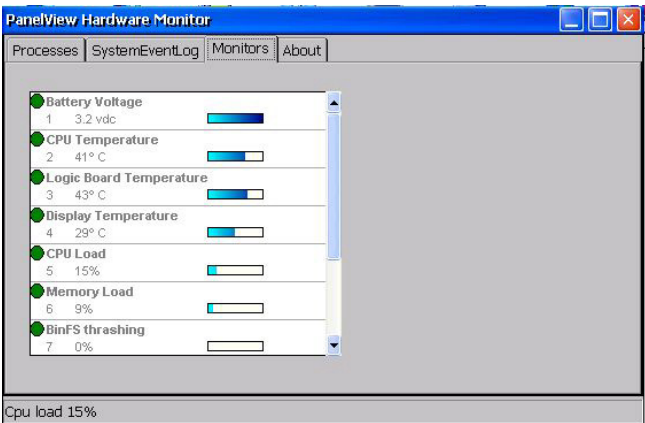 PanelView Hardware Monitor
Processes SystemEventLog Monitors About
Battery Voltage
1 3.2 vdc
CPU Temperature
2 41° C
Logic Board Temperature
3 43° C
Display Temperature
4 29° C
CPU Load
5 15%
Memory Load
6 9%
BinFS thrashing
7 0%
Cpu load 15%